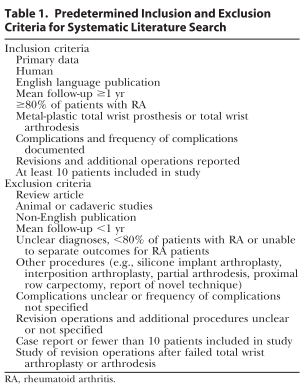 Table 1. Predetermined Inclusion and Exclusion
Criteria for Systematic Literature Search
Inclusion criteria
Primary data
Human
English language publication
Mean follow-up ≥1 yr
≥80% of patients with RA
Metal-plastic total wrist prosthesis or total wrist
arthrodesis
Complications and frequency of complications
documented
Revisions and additional operations reported
At least 10 patients included in study
Exclusion criteria
Review article
Animal or cadaveric studies
Non-English publication
Mean follow-up <1 yr
Unclear diagnoses, <80% of patients with RA or unable
to separate outcomes for RA patients
Other procedures (e.g., silicone implant arthroplasty,
interposition arthroplasty, partial arthrodesis, proximal
row carpectomy, report of novel technique)
Complications unclear or frequency of complications
not specified
Revision operations and additional procedures unclear
or not specified
Case report or fewer than 10 patients included in study
Study of revision operations after failed total wrist
arthroplasty or arthrodesis
RA, rheumatoid arthritis.